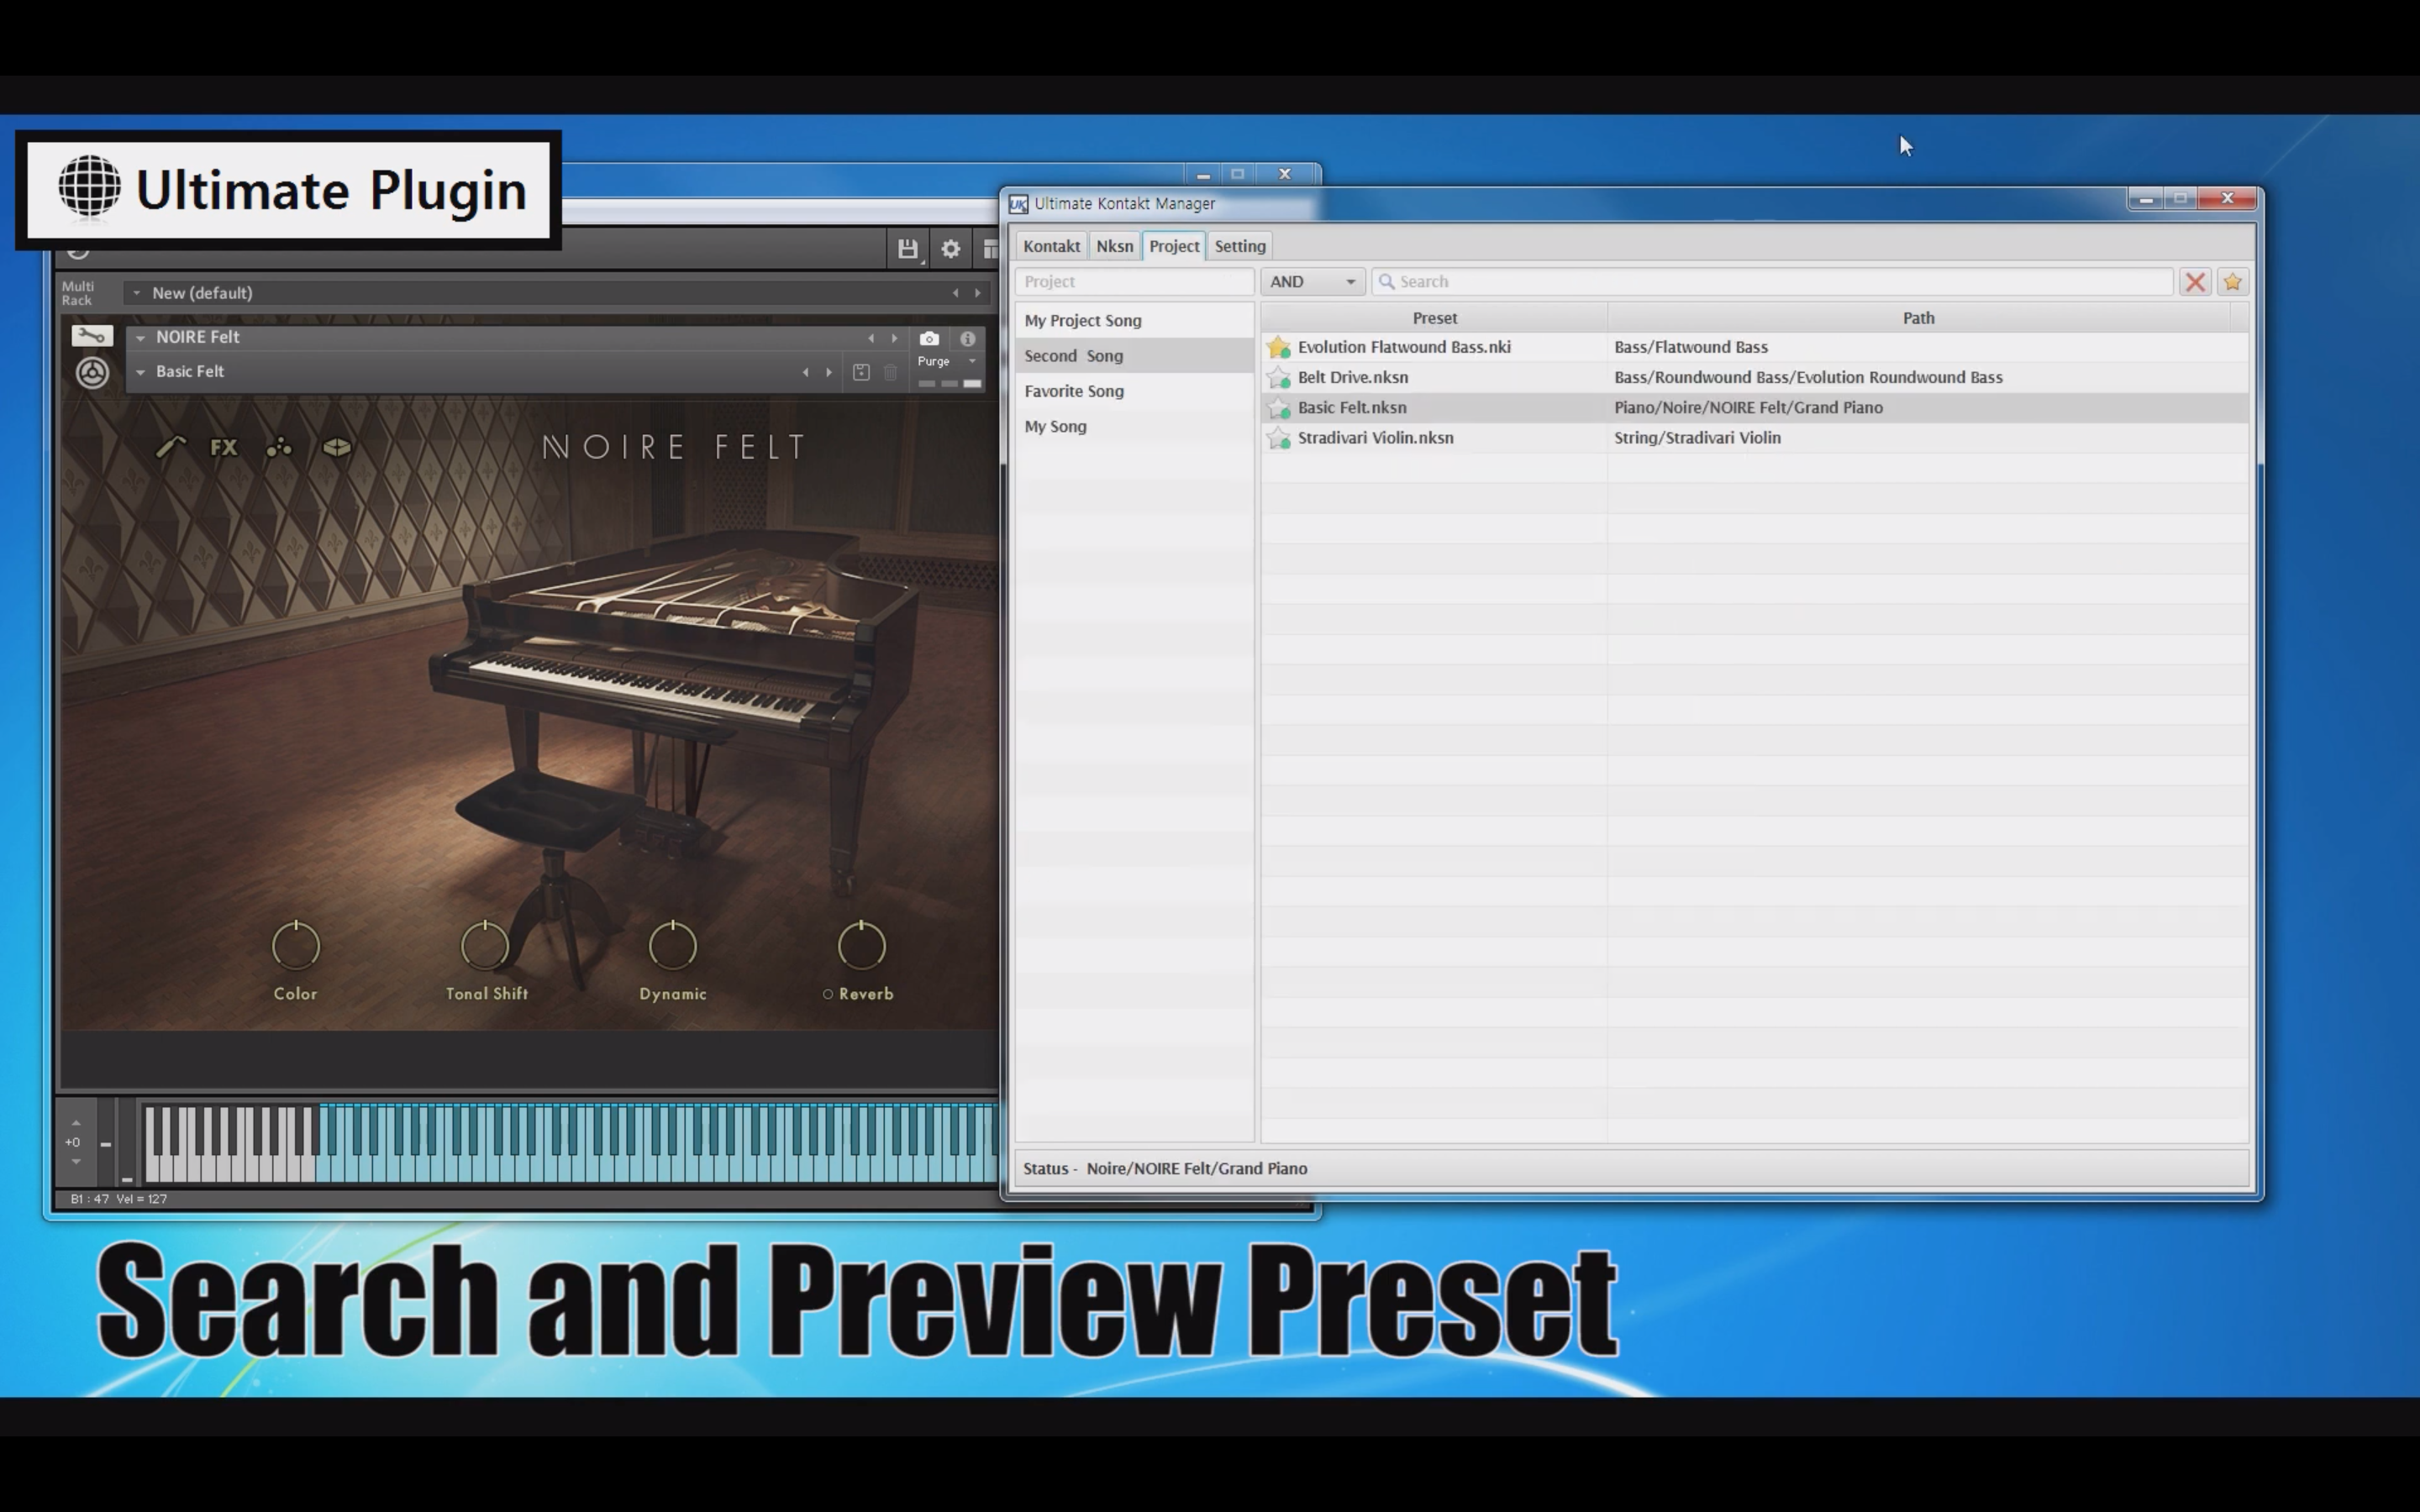 Ultimate Plugin
Multi
Rack
New (default)
NOIRE Felt
Basic Felt
Purge
FX
NOIRE FELT
Color
Tonal Shift
Dynamic
Reverb
+0
B1 : 47 Vel = 127
UK
Ultimate Kontakt Manager
Kontakt
Nksn
Project
Setting
Project
AND
Search
My Project Song
Second Song
Favorite Song
My Song
Preset Path
Evolution Flatwound Bass.nki Bass/Flatwound Bass
Belt Drive.nksn Bass/Roundwound Bass/Evolution Roundwound Bass
Basic Felt.nksn Piano/Noire/NOIRE Felt/Grand Piano
Stradivari Violin.nksn String/Stradivari Violin
Status - Noire/NOIRE Felt/Grand Piano
Search and Preview Preset